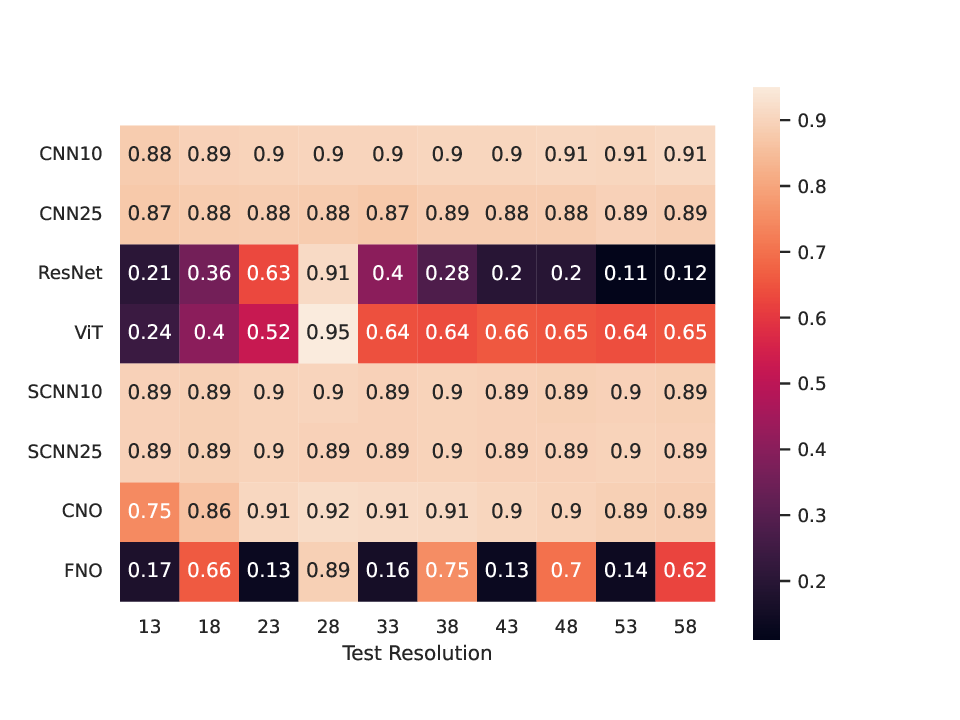 CNN10 0.88 0.89 0.9 0.9 0.9 0.9 0.9 0.91 0.91 0.91
CNN25 0.87 0.88 0.88 0.88 0.87 0.89 0.88 0.88 0.89 0.89
ResNet 0.21 0.36 0.63 0.91 0.4 0.28 0.2 0.2 0.11 0.12
ViT 0.24 0.4 0.52 0.95 0.64 0.64 0.66 0.65 0.64 0.65
SCNN10 0.89 0.89 0.9 0.9 0.89 0.9 0.89 0.89 0.9 0.89
SCNN25 0.89 0.89 0.9 0.89 0.89 0.9 0.89 0.89 0.9 0.89
CNO 0.75 0.86 0.91 0.92 0.91 0.91 0.9 0.9 0.89 0.89
FNO 0.17 0.66 0.13 0.89 0.16 0.75 0.13 0.7 0.14 0.62
13 18 23 28 33 38 43 48 53 58
Test Resolution
0.9
0.8
0.7
0.6
0.5
0.4
0.3
0.2